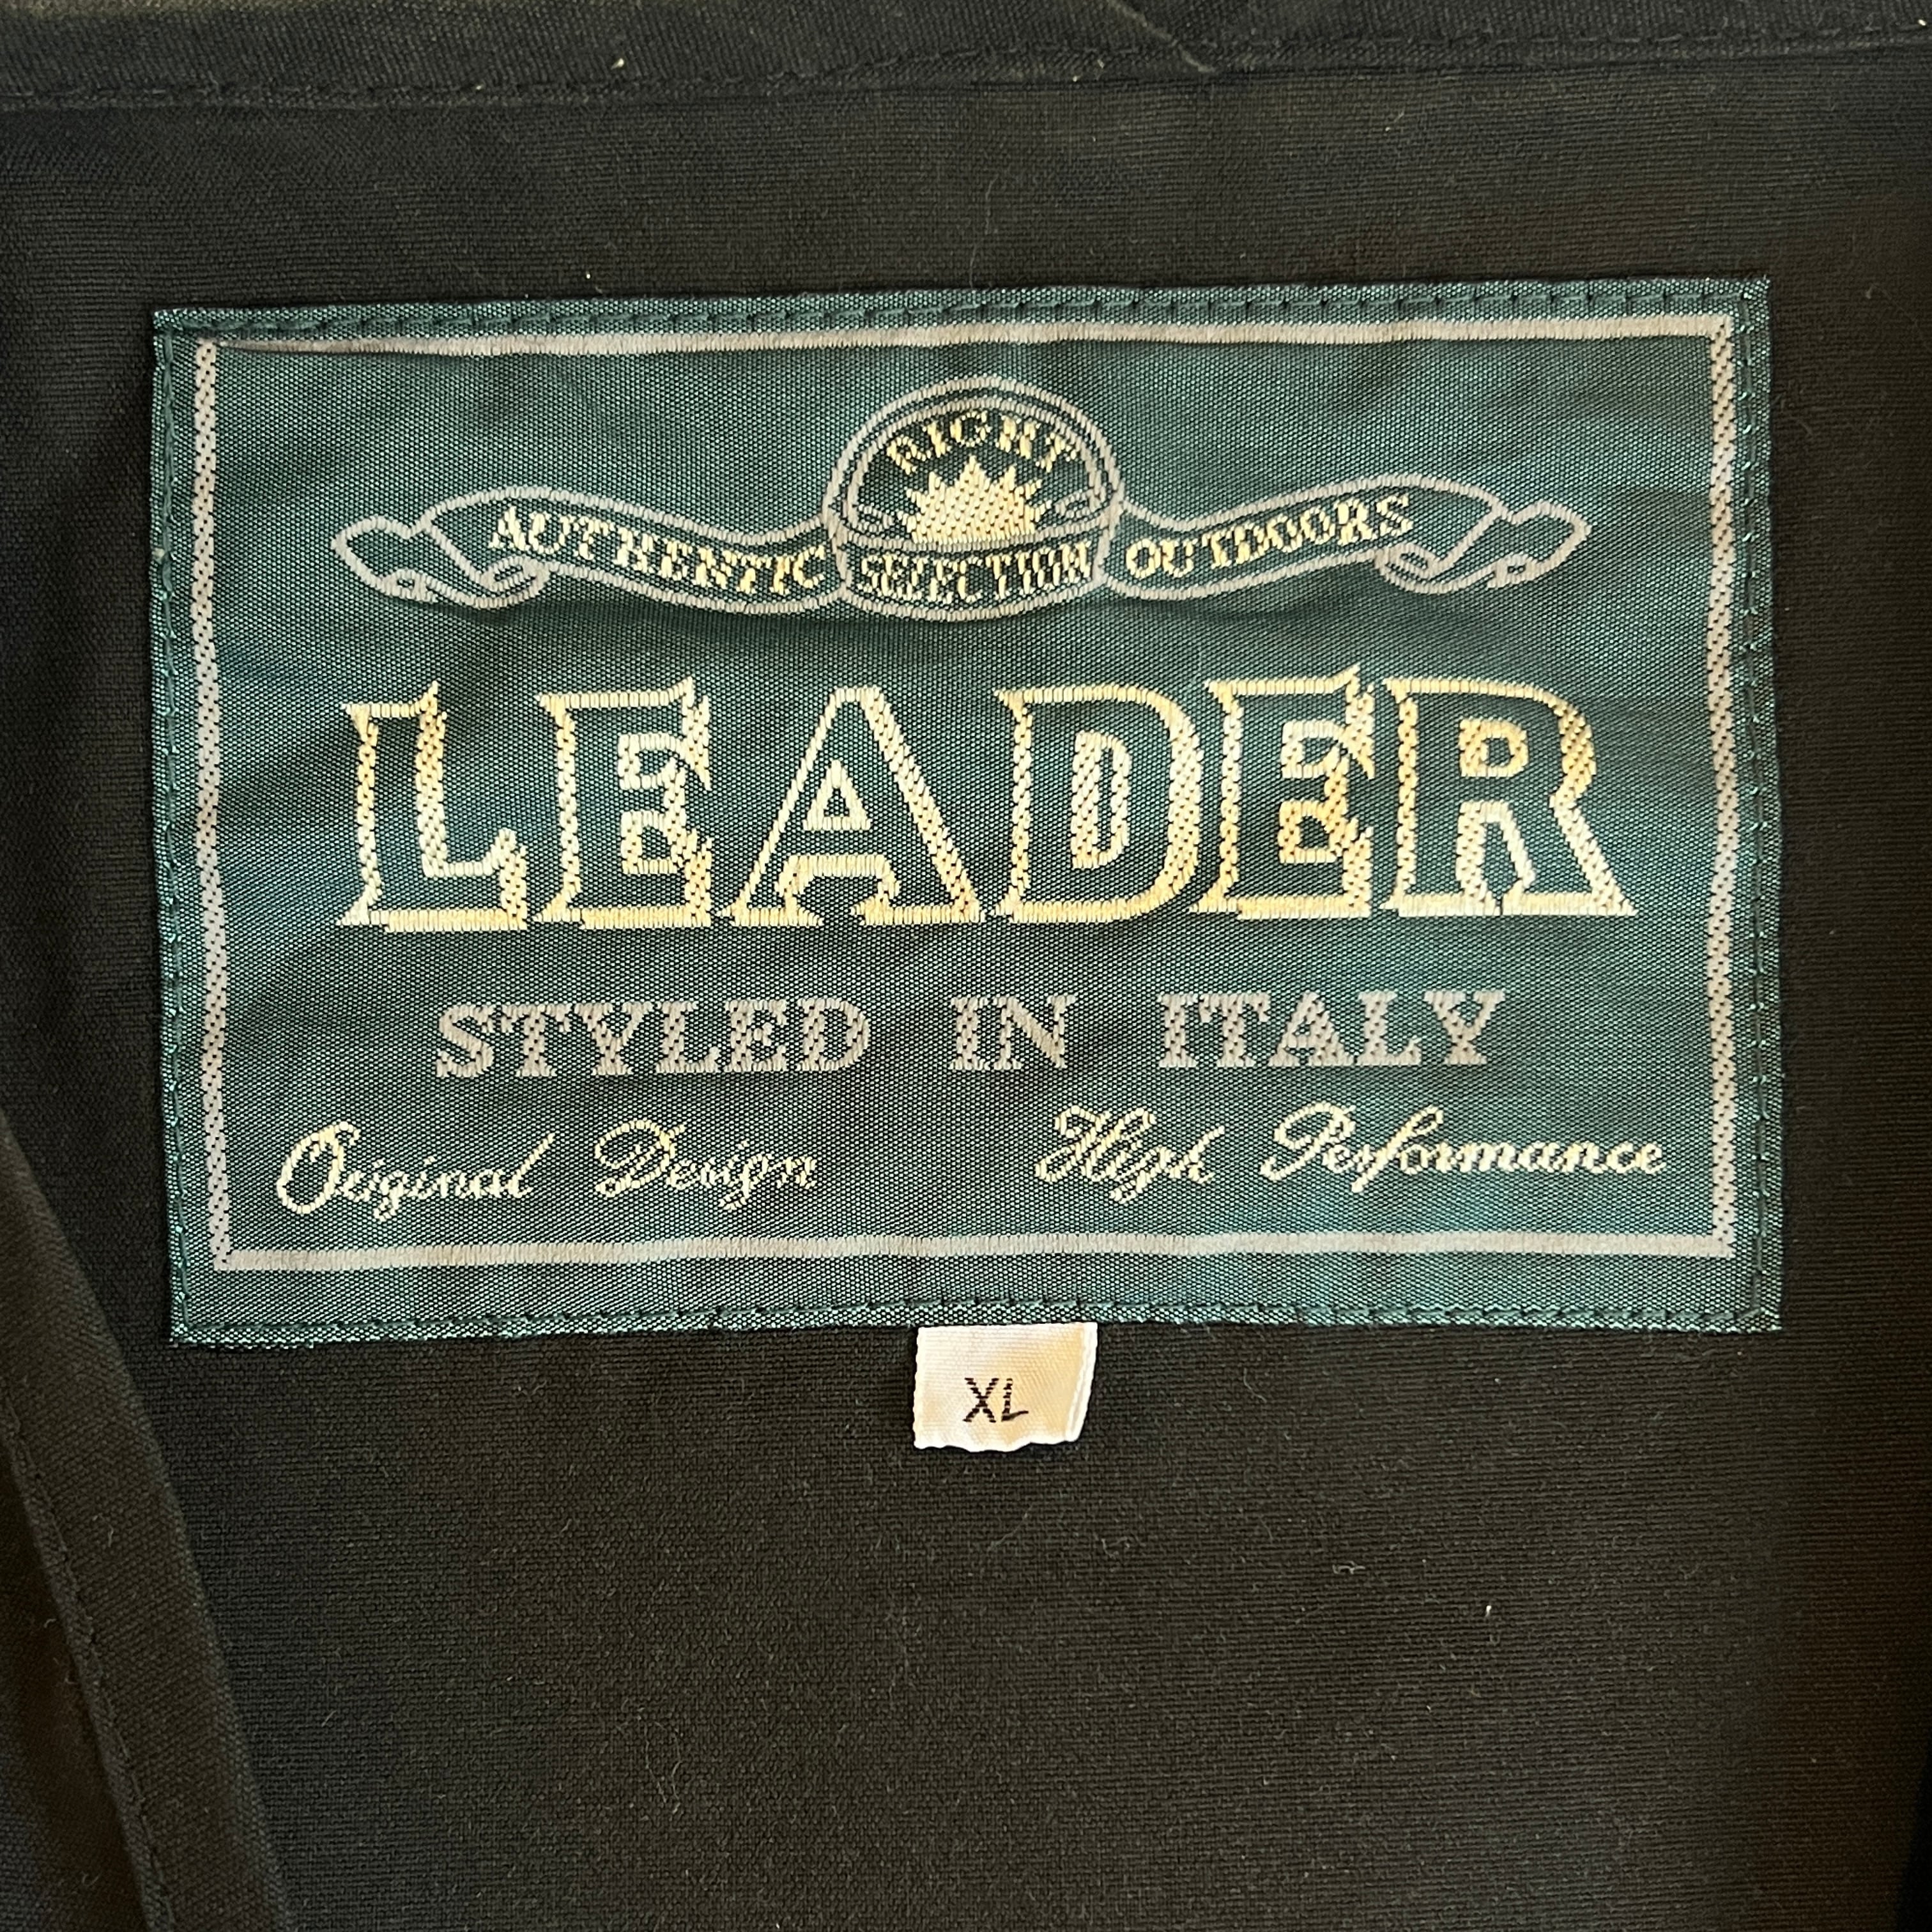 RIGHT
AUTHENTIC SELECTION OUTDOORS
LEADER
STYLED IN ITALY
Original Design High Performance
XL